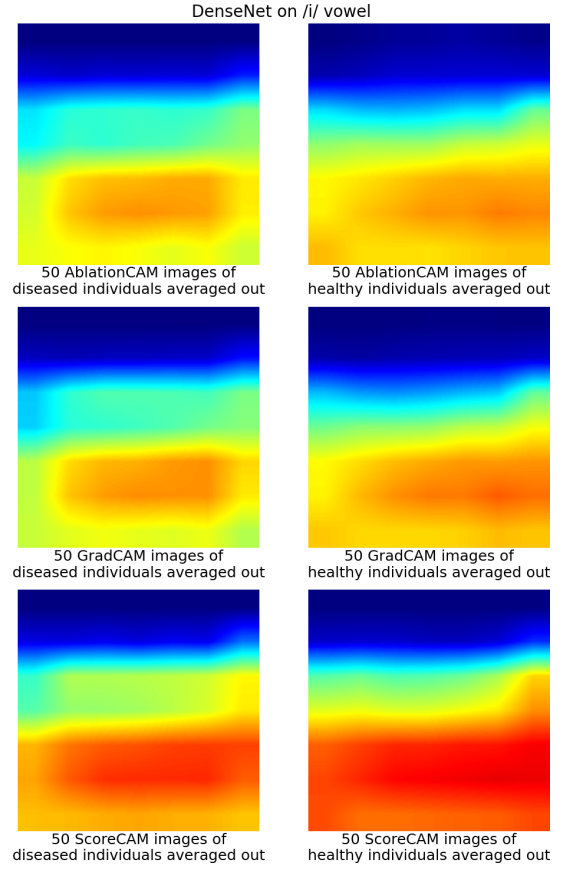 DenseNet on /i/ vowel
50 AblationCAM images of
diseased individuals averaged out
50 AblationCAM images of
healthy individuals averaged out
50 GradCAM images of
diseased individuals averaged out
50 GradCAM images of
healthy individuals averaged out
50 ScoreCAM images of
diseased individuals averaged out
50 ScoreCAM images of
healthy individuals averaged out